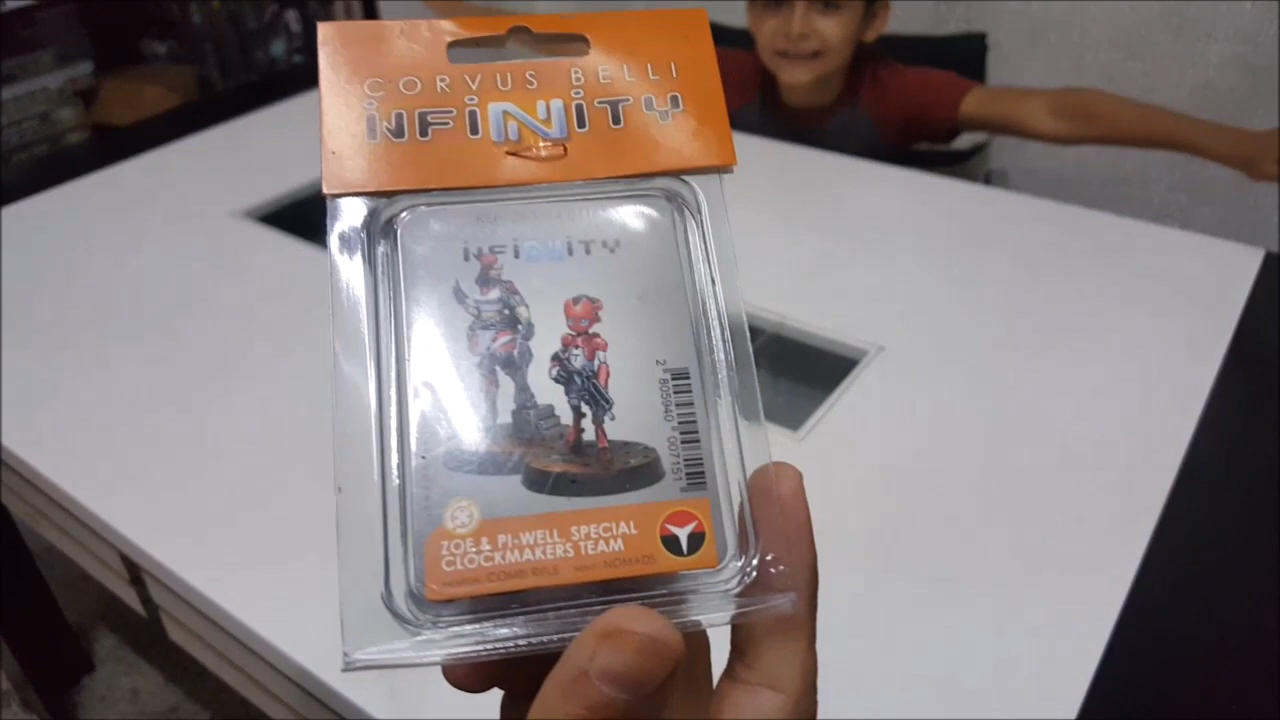 CORVUS BELLI
iNFiNiTY
iNFiNiTY
2 805940 007151
ZOE & PI-WELL, SPECIAL
CLOCKMAKERS TEAM
COMBI RIFLE NOMADS